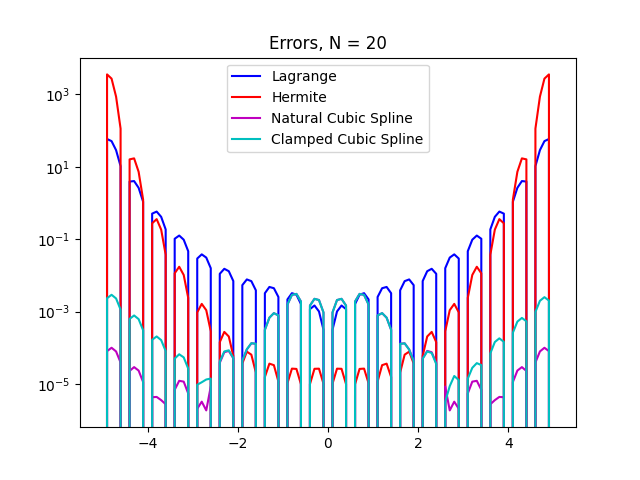 Errors, N = 20
Lagrange
Hermite
Natural Cubic Spline
Clamped Cubic Spline
10³
10¹
10⁻¹
10⁻³
10⁻⁵
−4 −2 0 2 4